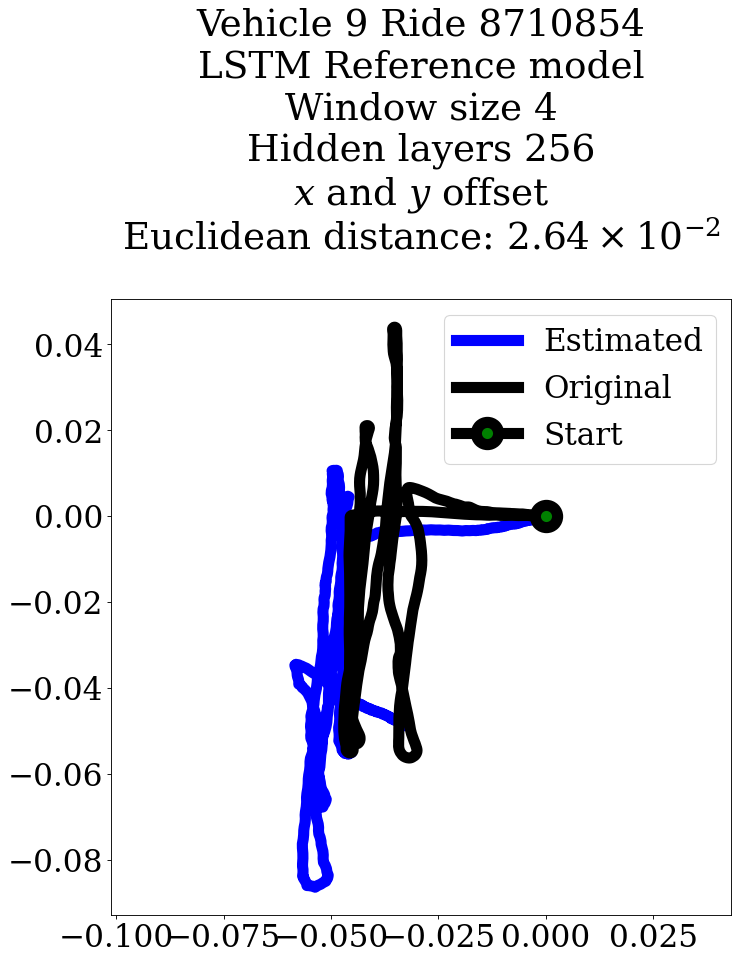 Vehicle 9 Ride 8710854
LSTM Reference model
Window size 4
Hidden layers 256
x and y offset
Euclidean distance: 2.64 × 10⁻²
Estimated
Original
Start
0.04
0.02
0.00
−0.02
−0.04
−0.06
−0.08
−0.100 −0.075 −0.050 −0.025 0.000 0.025